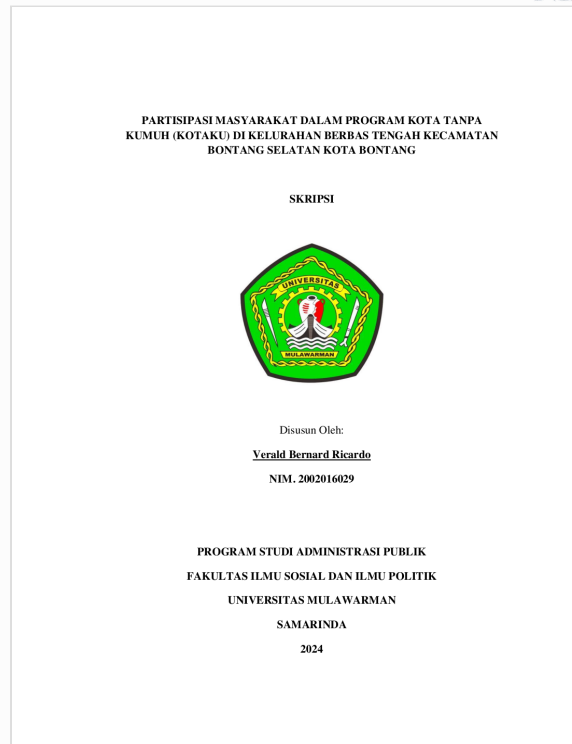 PARTISIPASI MASYARAKAT DALAM PROGRAM KOTA TANPA
KUMUH (KOTAKU) DI KELURAHAN BERBAS TENGAH KECAMATAN
BONTANG SELATAN KOTA BONTANG
SKRIPSI
UNIVERSITAS
MULAWARMAN
Disusun Oleh:
Verald Bernard Ricardo
NIM. 2002016029
PROGRAM STUDI ADMINISTRASI PUBLIK
FAKULTAS ILMU SOSIAL DAN ILMU POLITIK
UNIVERSITAS MULAWARMAN
SAMARINDA
2024